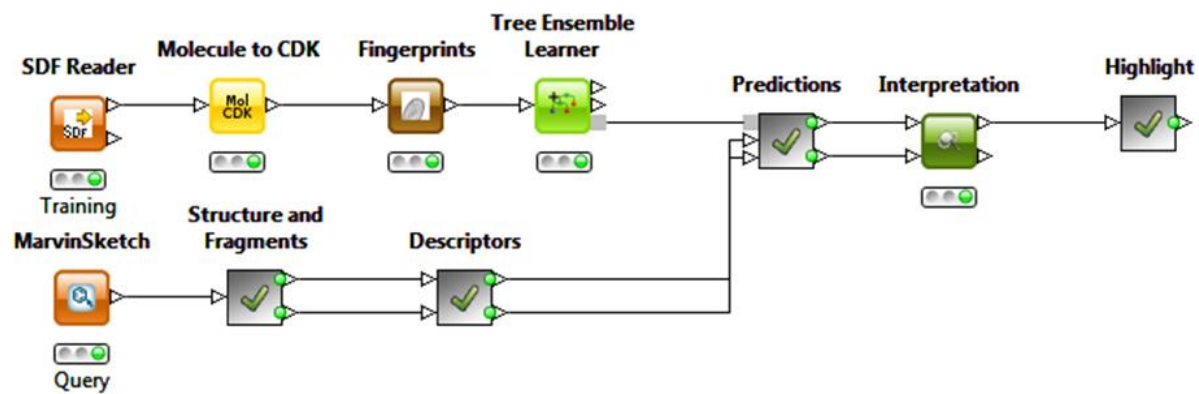 Tree Ensemble
Learner
Molecule to CDK
Fingerprints
SDF Reader
Predictions
Interpretation
Highlight
Mol
CDK
SDF
Training
Structure and
Fragments
MarvinSketch
Descriptors
Query